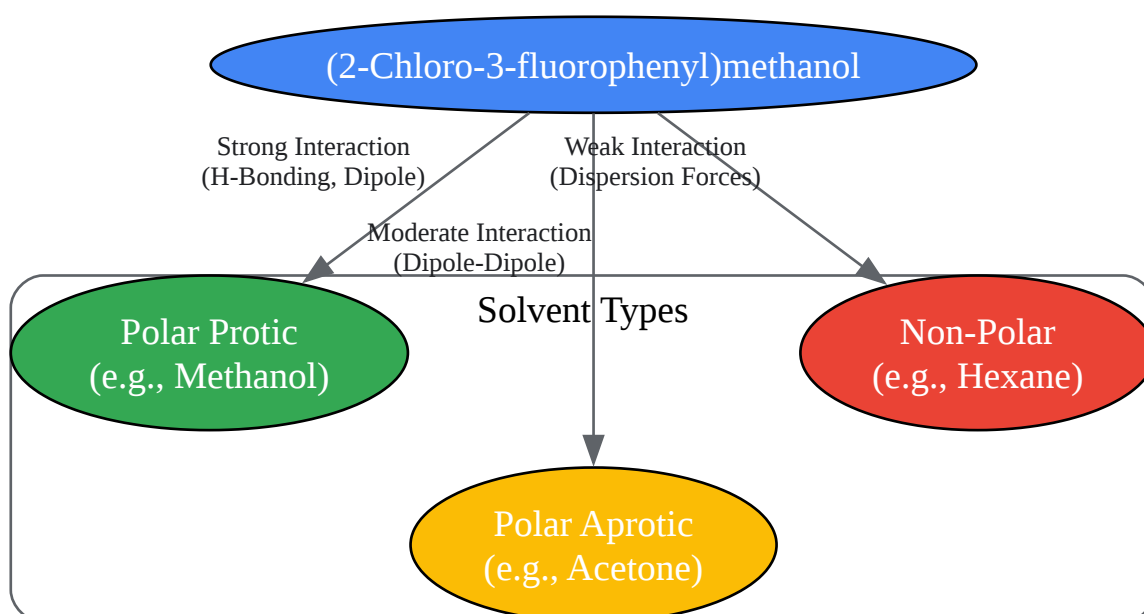 (2-Chloro-3-fluorophenyl)methanol
Strong Interaction
(H-Bonding, Dipole)
Weak Interaction
(Dispersion Forces)
Moderate Interaction
(Dipole-Dipole)
Solvent Types
Polar Protic
(e.g., Methanol)
Non-Polar
(e.g., Hexane)
Polar Aprotic
(e.g., Acetone)